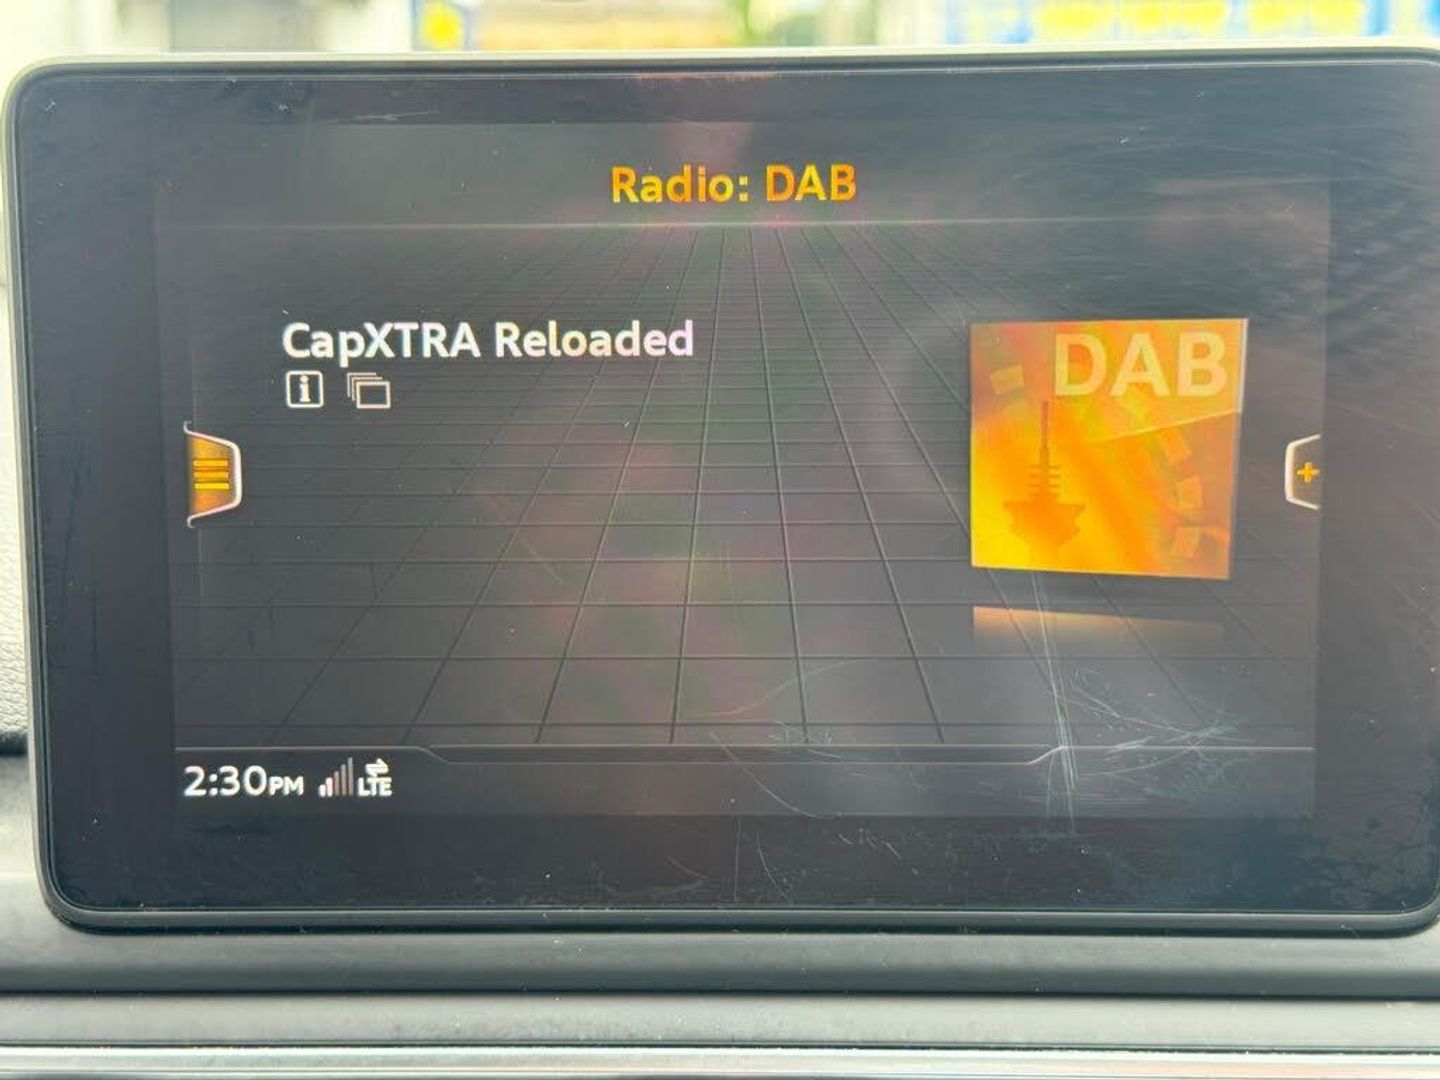 Radio: DAB
CapXTRA Reloaded
DAB
2:30PM LTE